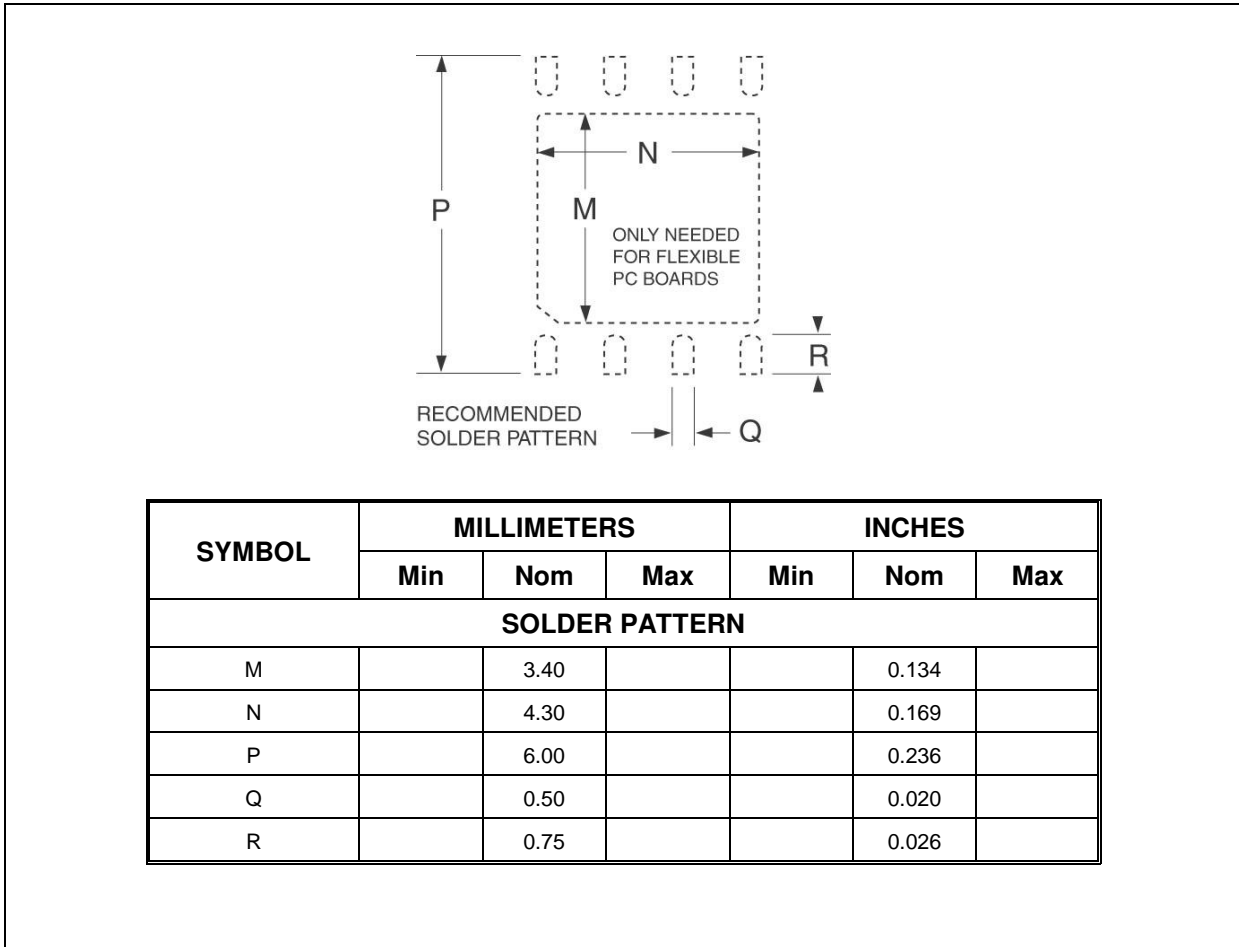 P
N
M
ONLY NEEDED
FOR FLEXIBLE
PC BOARDS
R
RECOMMENDED
SOLDER PATTERN
Q
SYMBOL MILLIMETERS INCHES
Min Nom Max Min Nom Max
SOLDER PATTERN
M 3.40 0.134
N 4.30 0.169
P 6.00 0.236
Q 0.50 0.020
R 0.75 0.026